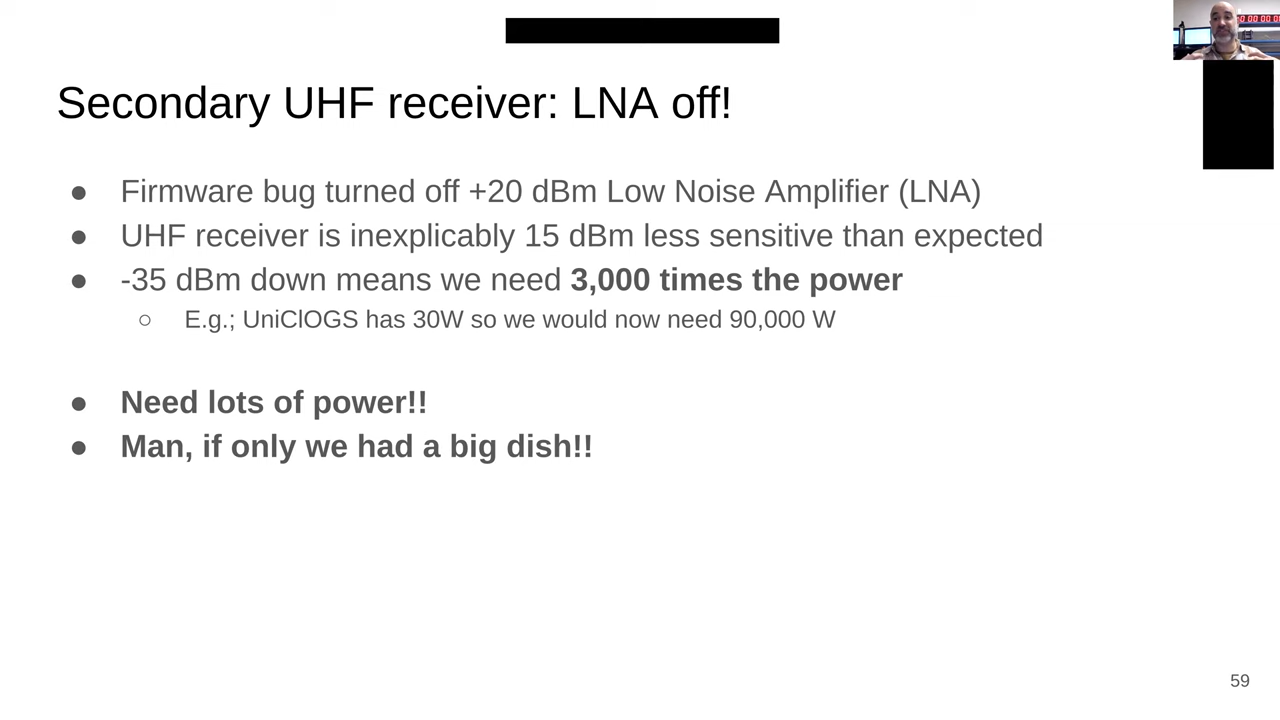 Secondary UHF receiver: LNA off!
● Firmware bug turned off +20 dBm Low Noise Amplifier (LNA)
● UHF receiver is inexplicably 15 dBm less sensitive than expected
● -35 dBm down means we need 3,000 times the power
○ E.g.; UniClOGS has 30W so we would now need 90,000 W
● Need lots of power!!
● Man, if only we had a big dish!!
59